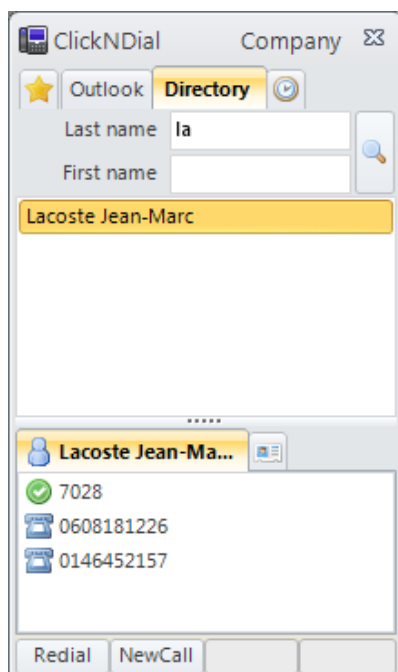 ClickNDial Company
Outlook Directory
Last name la
First name
Lacoste Jean-Marc
Lacoste Jean-Ma...
7028
0608181226
0146452157
Redial NewCall